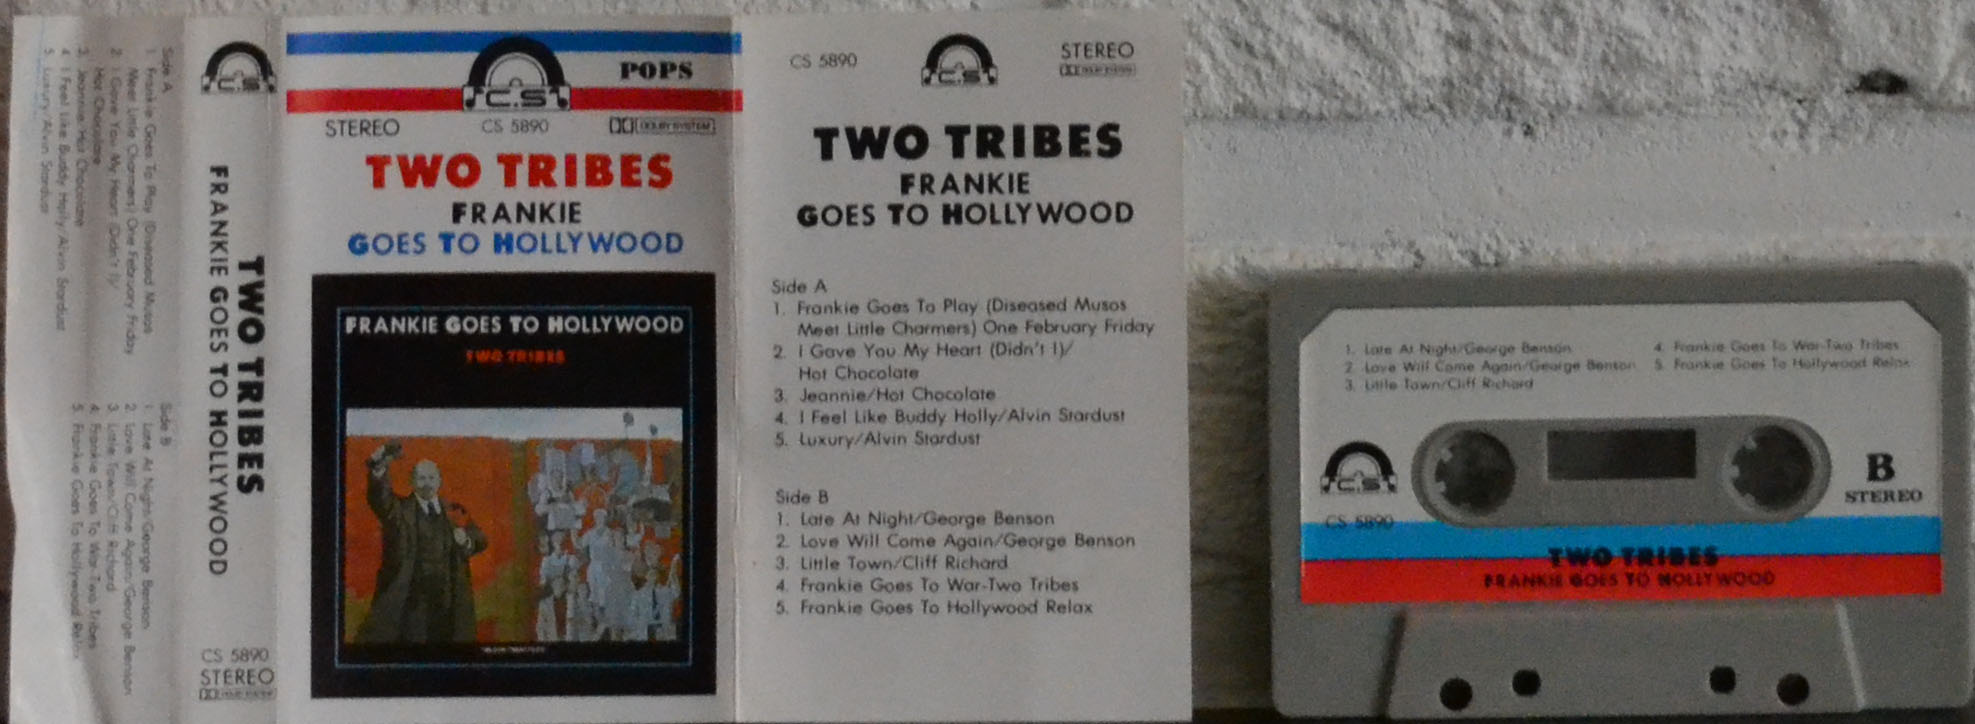 Side A
1. Frankie Goes To Play (Diseased Musos
Meet Little Charmers) One February Friday
2. I Gave You My Heart (Didn't I)/
Hot Chocolate
3. Jeannie/Hot Chocolate
4. I Feel Like Buddy Holly/Alvin Stardust
5. Luxury/Alvin Stardust
Side B
1. Late At Night/George Benson
2. Love Will Come Again/George Benson
3. Little Town/Cliff Richard
4. Frankie Goes To War-Two Tribes
5. Frankie Goes To Hollywood Relax
C.S
TWO TRIBES
FRANKIE GOES TO HOLLYWOOD
CS 5890
STEREO
C.S
POPS
STEREO
CS 5890
DOLBY SYSTEM
TWO TRIBES
FRANKIE
GOES TO HOLLYWOOD
FRANKIE GOES TO HOLLYWOOD
TWO TRIBES
CS 5890
C.S
STEREO
TWO TRIBES
FRANKIE
GOES TO HOLLYWOOD
Side A
1. Frankie Goes To Play (Diseased Musos
Meet Little Charmers) One February Friday
2. I Gave You My Heart (Didn't I)/
Hot Chocolate
3. Jeannie/Hot Chocolate
4. I Feel Like Buddy Holly/Alvin Stardust
5. Luxury/Alvin Stardust
Side B
1. Late At Night/George Benson
2. Love Will Come Again/George Benson
3. Little Town/Cliff Richard
4. Frankie Goes To War-Two Tribes
5. Frankie Goes To Hollywood Relax
1. Late At Night/George Benson
2. Love Will Come Again/George Benson
3. Little Town/Cliff Richard
4. Frankie Goes To War-Two Tribes
5. Frankie Goes To Hollywood Relax
C.S
B
STEREO
CS 5890
TWO TRIBES
FRANKIE GOES TO HOLLYWOOD